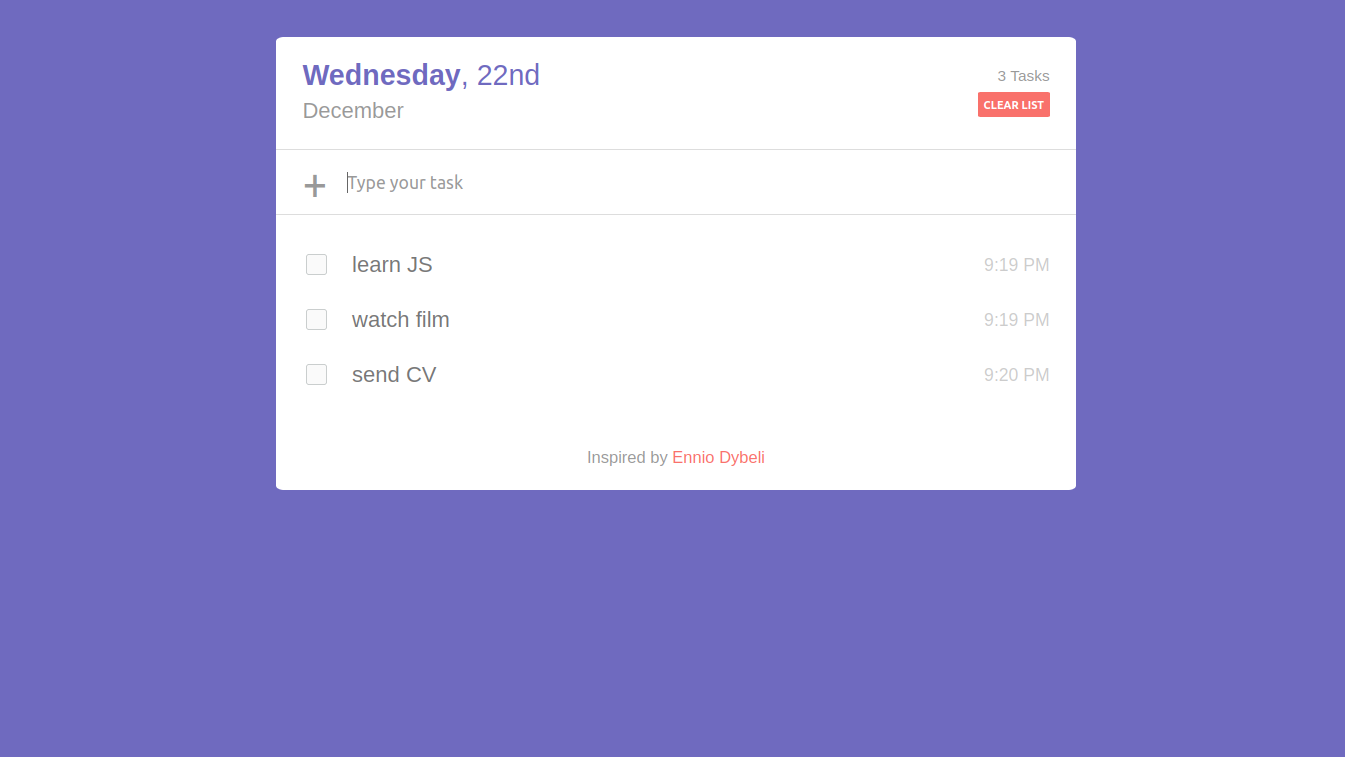 Wednesday, 22nd
December
3 Tasks
CLEAR LIST
+ Type your task
learn JS 9:19 PM
watch film 9:19 PM
send CV 9:20 PM
Inspired by Ennio Dybeli